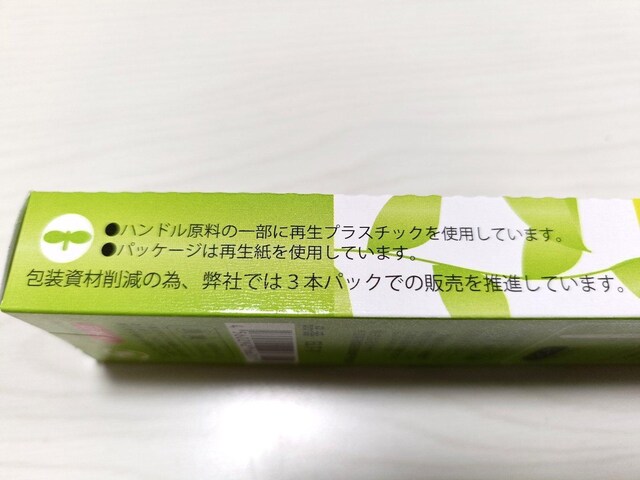 ●ハンドル原料の一部に再生プラスチックを使用しています。
●パッケージは再生紙を使用しています。
包装資材削減の為、弊社では３本パックでの販売を推進しています。